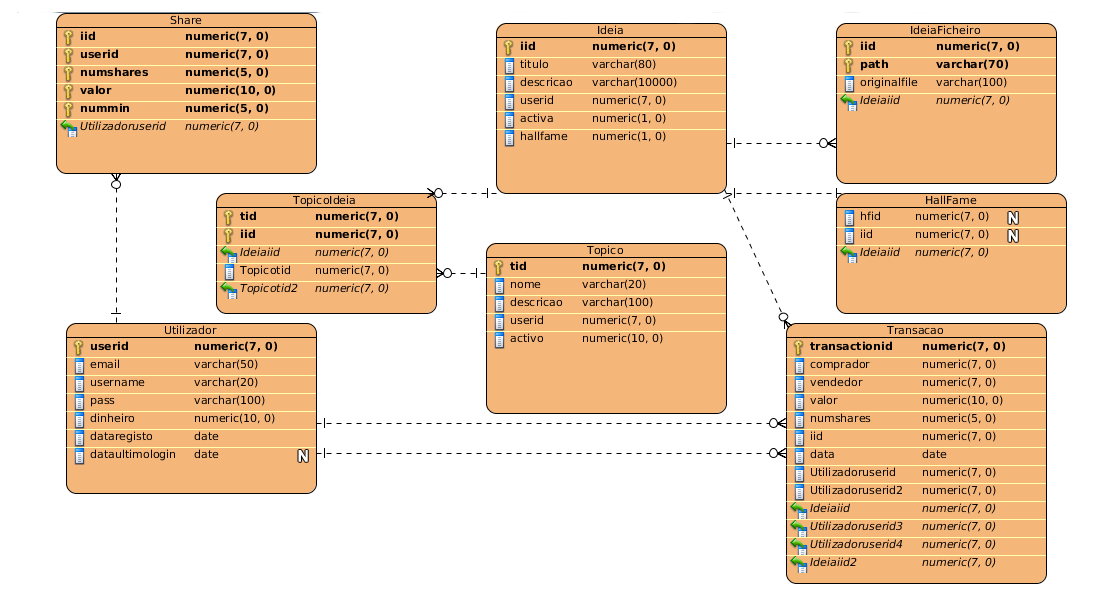 Share
iid numeric(7, 0)
userid numeric(7, 0)
numshares numeric(5, 0)
valor numeric(10, 0)
nummin numeric(5, 0)
Utilizadoruserid numeric(7, 0)
Ideia
iid numeric(7, 0)
titulo varchar(80)
descricao varchar(10000)
userid numeric(7, 0)
activa numeric(1, 0)
hallfame numeric(1, 0)
IdeiaFicheiro
iid numeric(7, 0)
path varchar(70)
originalfile varchar(100)
Ideiaiid numeric(7, 0)
TopicoIdeia
tid numeric(7, 0)
iid numeric(7, 0)
Ideiaiid numeric(7, 0)
Topicotid numeric(7, 0)
Topicotid2 numeric(7, 0)
Topico
tid numeric(7, 0)
nome varchar(20)
descricao varchar(100)
userid numeric(7, 0)
activo numeric(10, 0)
HallFame
hfid numeric(7, 0) N
iid numeric(7, 0) N
Ideiaiid numeric(7, 0)
Utilizador
userid numeric(7, 0)
email varchar(50)
username varchar(20)
pass varchar(100)
dinheiro numeric(10, 0)
dataregisto date
dataultimologin date N
Transacao
transactionid numeric(7, 0)
comprador numeric(7, 0)
vendedor numeric(7, 0)
valor numeric(10, 0)
numshares numeric(5, 0)
iid numeric(7, 0)
data date
Utilizadoruserid numeric(7, 0)
Utilizadoruserid2 numeric(7, 0)
Ideiaiid numeric(7, 0)
Utilizadoruserid3 numeric(7, 0)
Utilizadoruserid4 numeric(7, 0)
Ideiaiid2 numeric(7, 0)